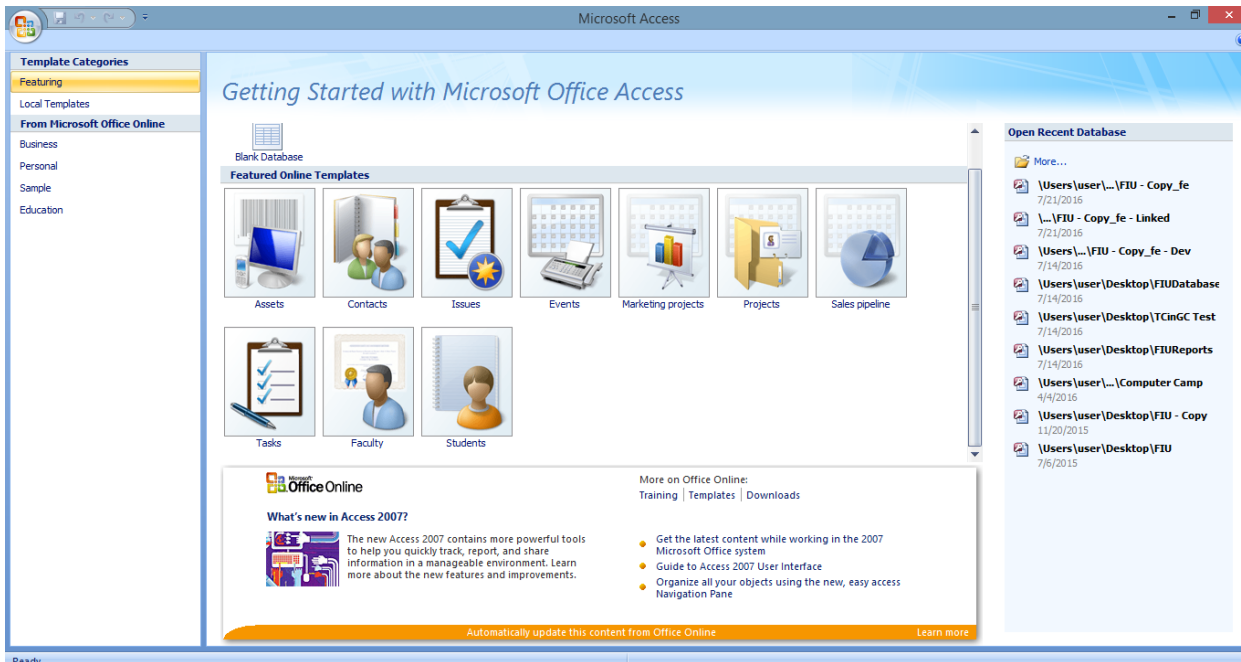 Microsoft Access
Template Categories
Featuring
Local Templates
From Microsoft Office Online
Business
Personal
Sample
Education
Getting Started with Microsoft Office Access
Blank Database
Featured Online Templates
Assets
Contacts
Issues
Events
Marketing projects
Projects
Sales pipeline
Tasks
Faculty
Students
Microsoft
Office Online
What's new in Access 2007?
The new Access 2007 contains more powerful tools
to help you quickly track, report, and share
information in a manageable environment. Learn
more about the new features and improvements.
More on Office Online:
Training | Templates | Downloads
Get the latest content while working in the 2007
Microsoft Office system
Guide to Access 2007 User Interface
Organize all your objects using the new, easy access
Navigation Pane
Automatically update this content from Office Online
Learn more
Open Recent Database
More...
\Users\user\...\FIU - Copy_fe
7/21/2016
\...\FIU - Copy_fe - Linked
7/21/2016
\Users\...\FIU - Copy_fe - Dev
7/14/2016
\Users\user\Desktop\FIUDatabase
7/14/2016
\Users\user\Desktop\TCinGC Test
7/14/2016
\Users\user\Desktop\FIUReports
7/14/2016
\Users\user\...\Computer Camp
4/4/2016
\Users\user\Desktop\FIU - Copy
11/20/2015
\Users\user\Desktop\FIU
7/6/2015
Ready